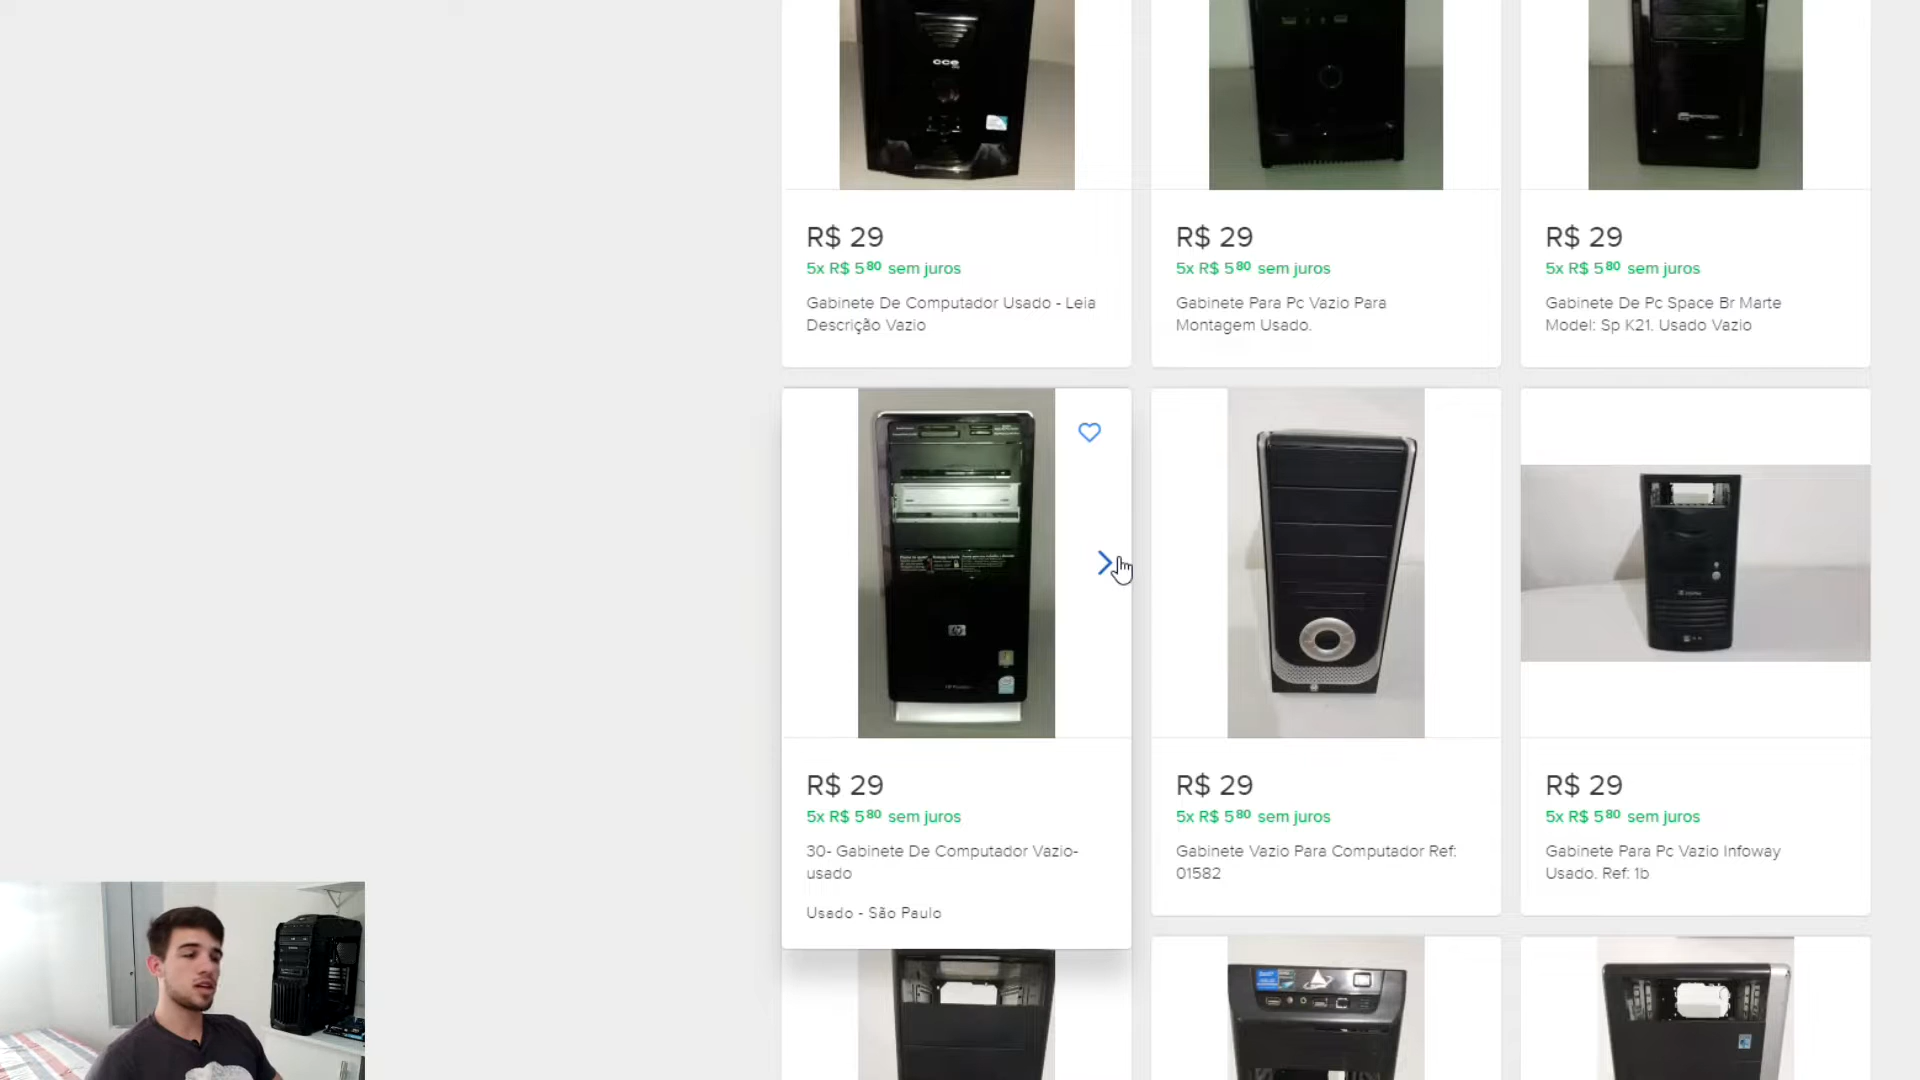 cce
R$ 29
5x R$ 5 80 sem juros
Gabinete De Computador Usado - Leia
Descrição Vazio
R$ 29
5x R$ 5 80 sem juros
Gabinete Para Pc Vazio Para
Montagem Usado.
R$ 29
5x R$ 5 80 sem juros
Gabinete De Pc Space Br Marte
Model: Sp K21. Usado Vazio
hp
R$ 29
5x R$ 5 80 sem juros
30- Gabinete De Computador Vazio-
usado
Usado - São Paulo
R$ 29
5x R$ 5 80 sem juros
Gabinete Vazio Para Computador Ref:
01582
R$ 29
5x R$ 5 80 sem juros
Gabinete Para Pc Vazio Infoway
Usado. Ref: 1b